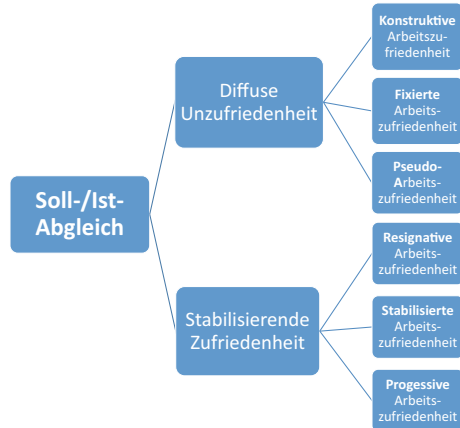 Soll-/Ist-
Abgleich
Diffuse
Unzufriedenheit
Konstruktive
Arbeitszu-
friedenheit
Fixierte
Arbeits-
zufriedenheit
Pseudo-
Arbeits-
zufriedenheit
Stabilisierende
Zufriedenheit
Resignative
Arbeits-
zufriedenheit
Stabilisierte
Arbeits-
zufriedenheit
Progessive
Arbeits-
zufriedenheit